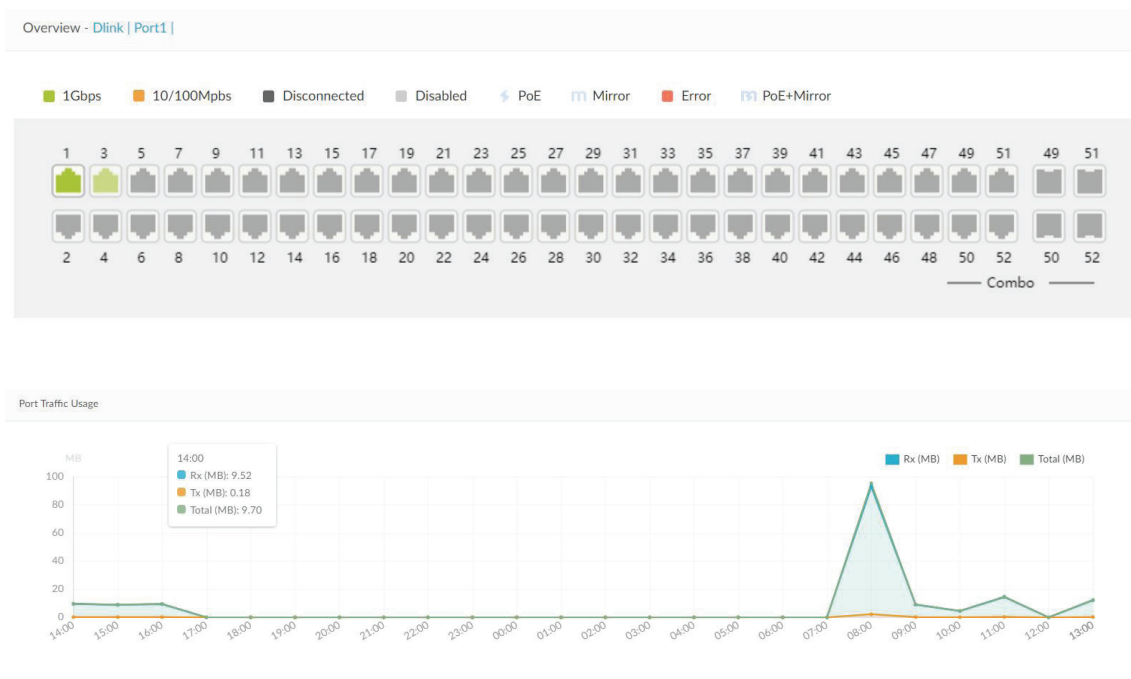 Overview - Dlink | Port1 |
1Gbps 10/100Mpbs Disconnected Disabled PoE Mirror Error PoE+Mirror
1 3 5 7 9 11 13 15 17 19 21 23 25 27 29 31 33 35 37 39 41 43 45 47 49 51 49 51
2 4 6 8 10 12 14 16 18 20 22 24 26 28 30 32 34 36 38 40 42 44 46 48 50 52 50 52
Combo
Port Traffic Usage
MB
14:00
Rx (MB): 9.52
Tx (MB): 0.18
Total (MB): 9.70
Rx (MB) Tx (MB) Total (MB)
100
80
60
40
20
0
14:00 15:00 16:00 17:00 18:00 19:00 20:00 21:00 22:00 23:00 00:00 01:00 02:00 03:00 04:00 05:00 06:00 07:00 08:00 09:00 10:00 11:00 12:00 13:00